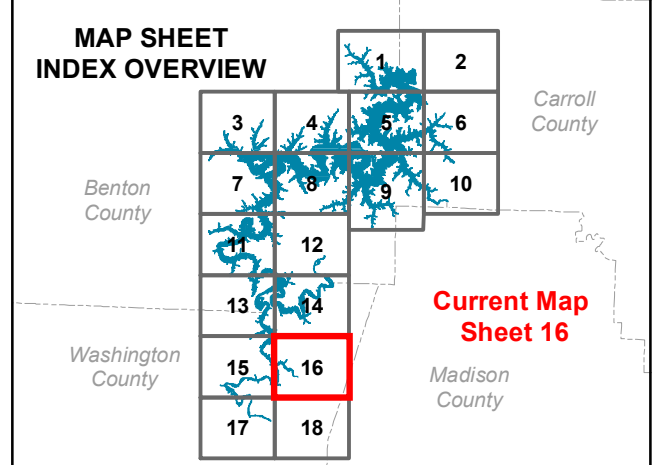 MAP SHEET
INDEX OVERVIEW
1
2
Carroll
County
3
4
5
6
Benton
County
7
8
9
10
11
12
13
14
Current Map
Sheet 16
Washington
County
15
16
Madison
County
17
18